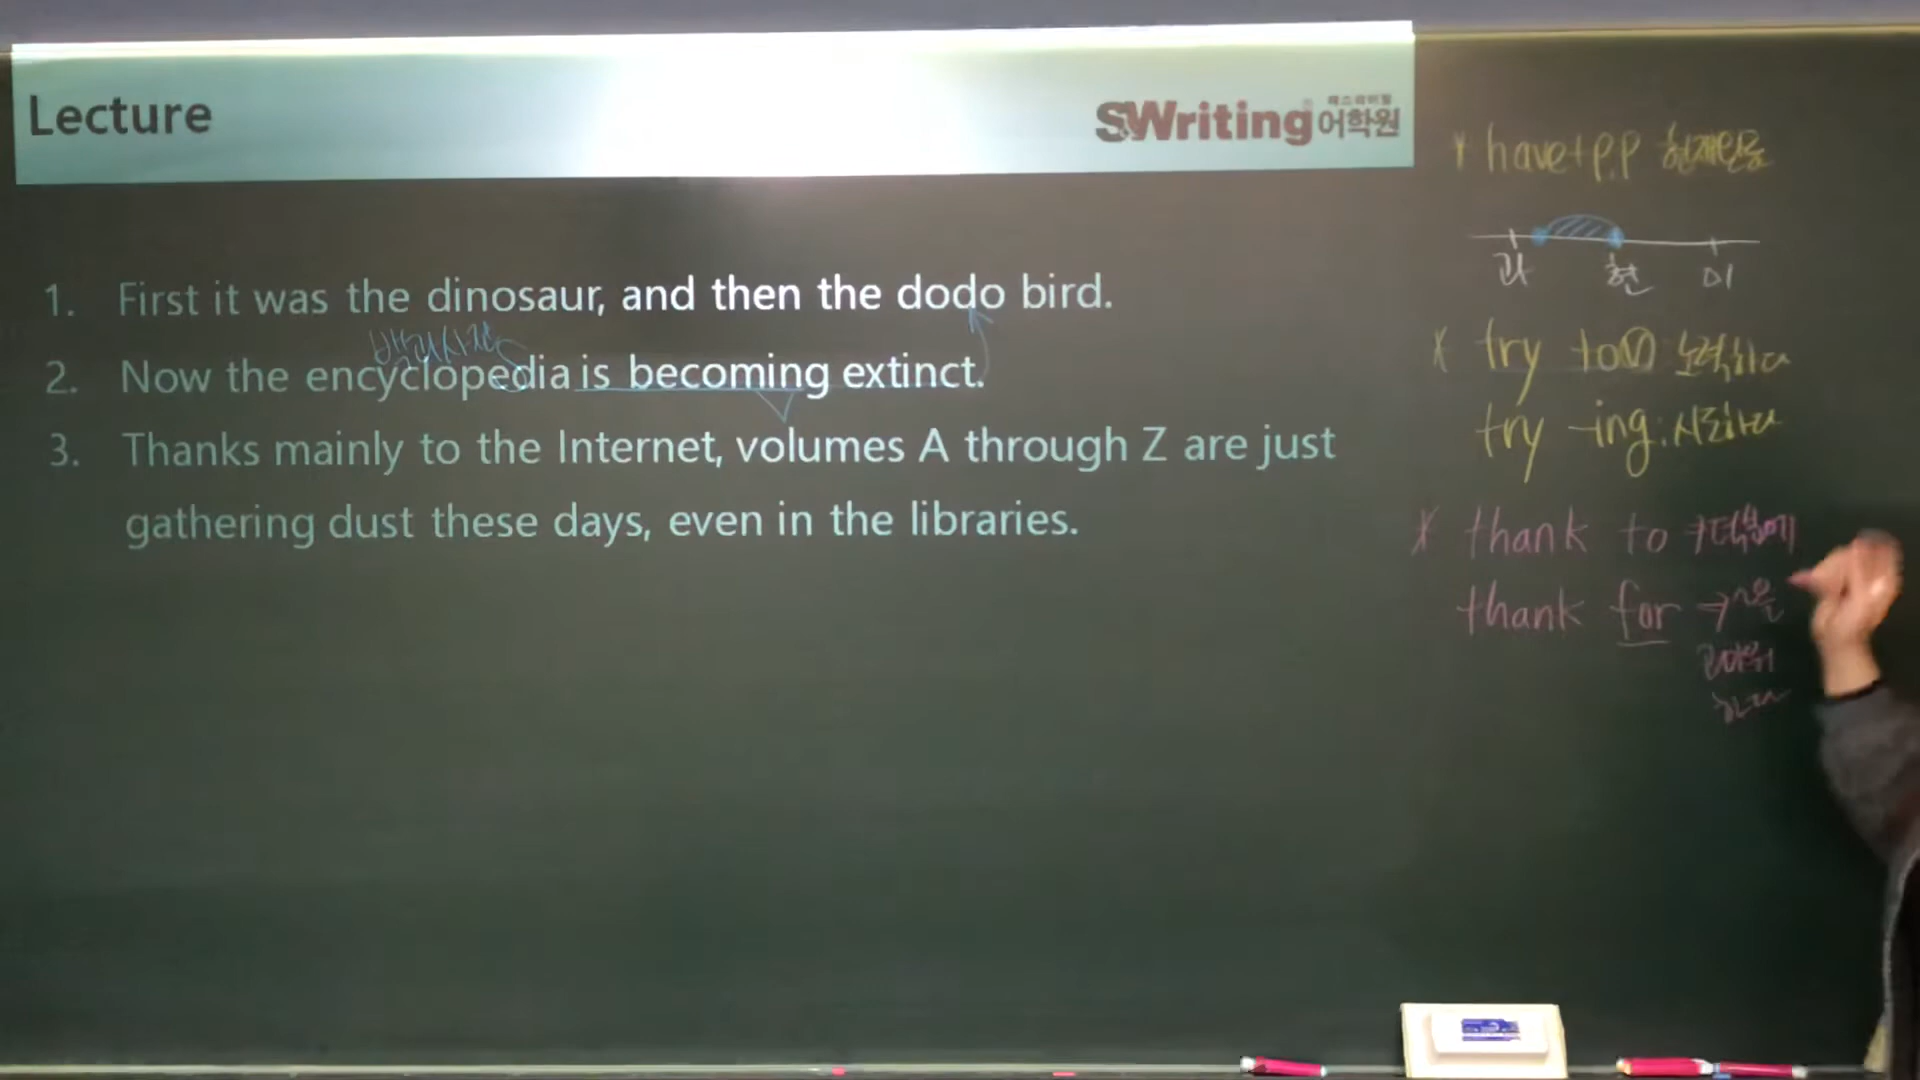 Lecture
SWriting 어학원
1. First it was the dinosaur, and then the dodo bird.
백과사전
2. Now the encyclopedia is becoming extinct.
3. Thanks mainly to the Internet, volumes A through Z are just
gathering dust these days, even in the libraries.
have+p.p 현재완료
과 현 미
try to 노력하다
try -ing: 시도하다
thank to 덕분에
thank for → ~을